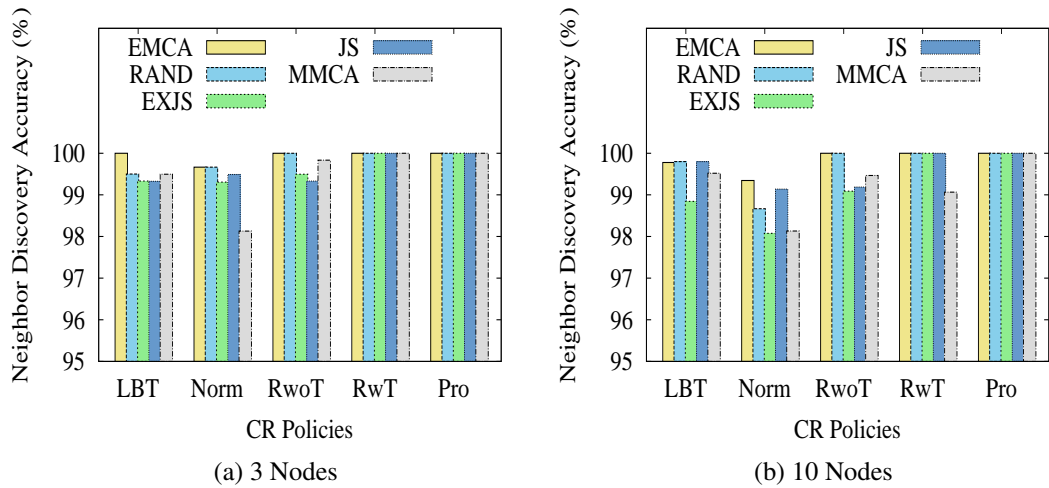 Neighbor Discovery Accuracy (%)
EMCA
RAND
EXJS
JS
MMCA
100
99
98
97
96
95
LBT Norm RwoT RwT Pro
CR Policies
(a) 3 Nodes
Neighbor Discovery Accuracy (%)
EMCA
RAND
EXJS
JS
MMCA
100
99
98
97
96
95
LBT Norm RwoT RwT Pro
CR Policies
(b) 10 Nodes